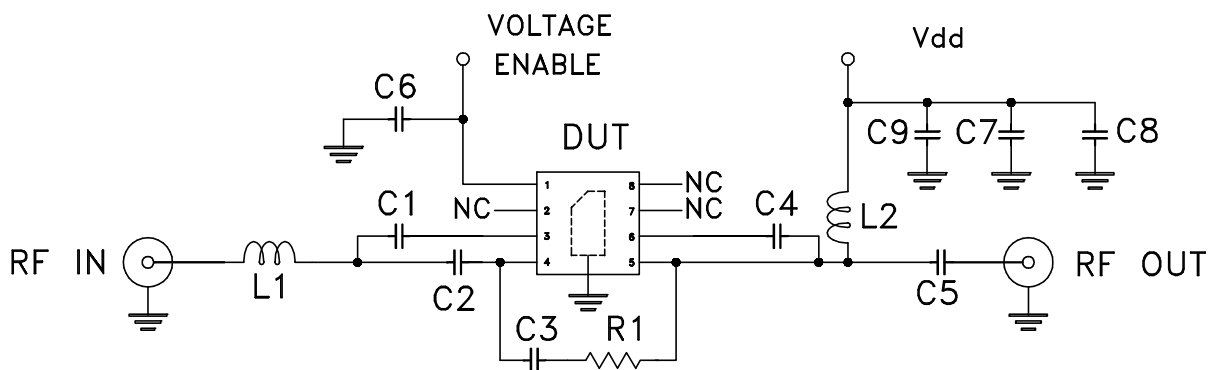 VOLTAGE
ENABLE
Vdd
C6
C9
C7
C8
DUT
1
8
NC
C1
NC
2
7
NC
C4
L2
3
6
RF IN
L1
C2
4
5
C5
RF OUT
C3
R1